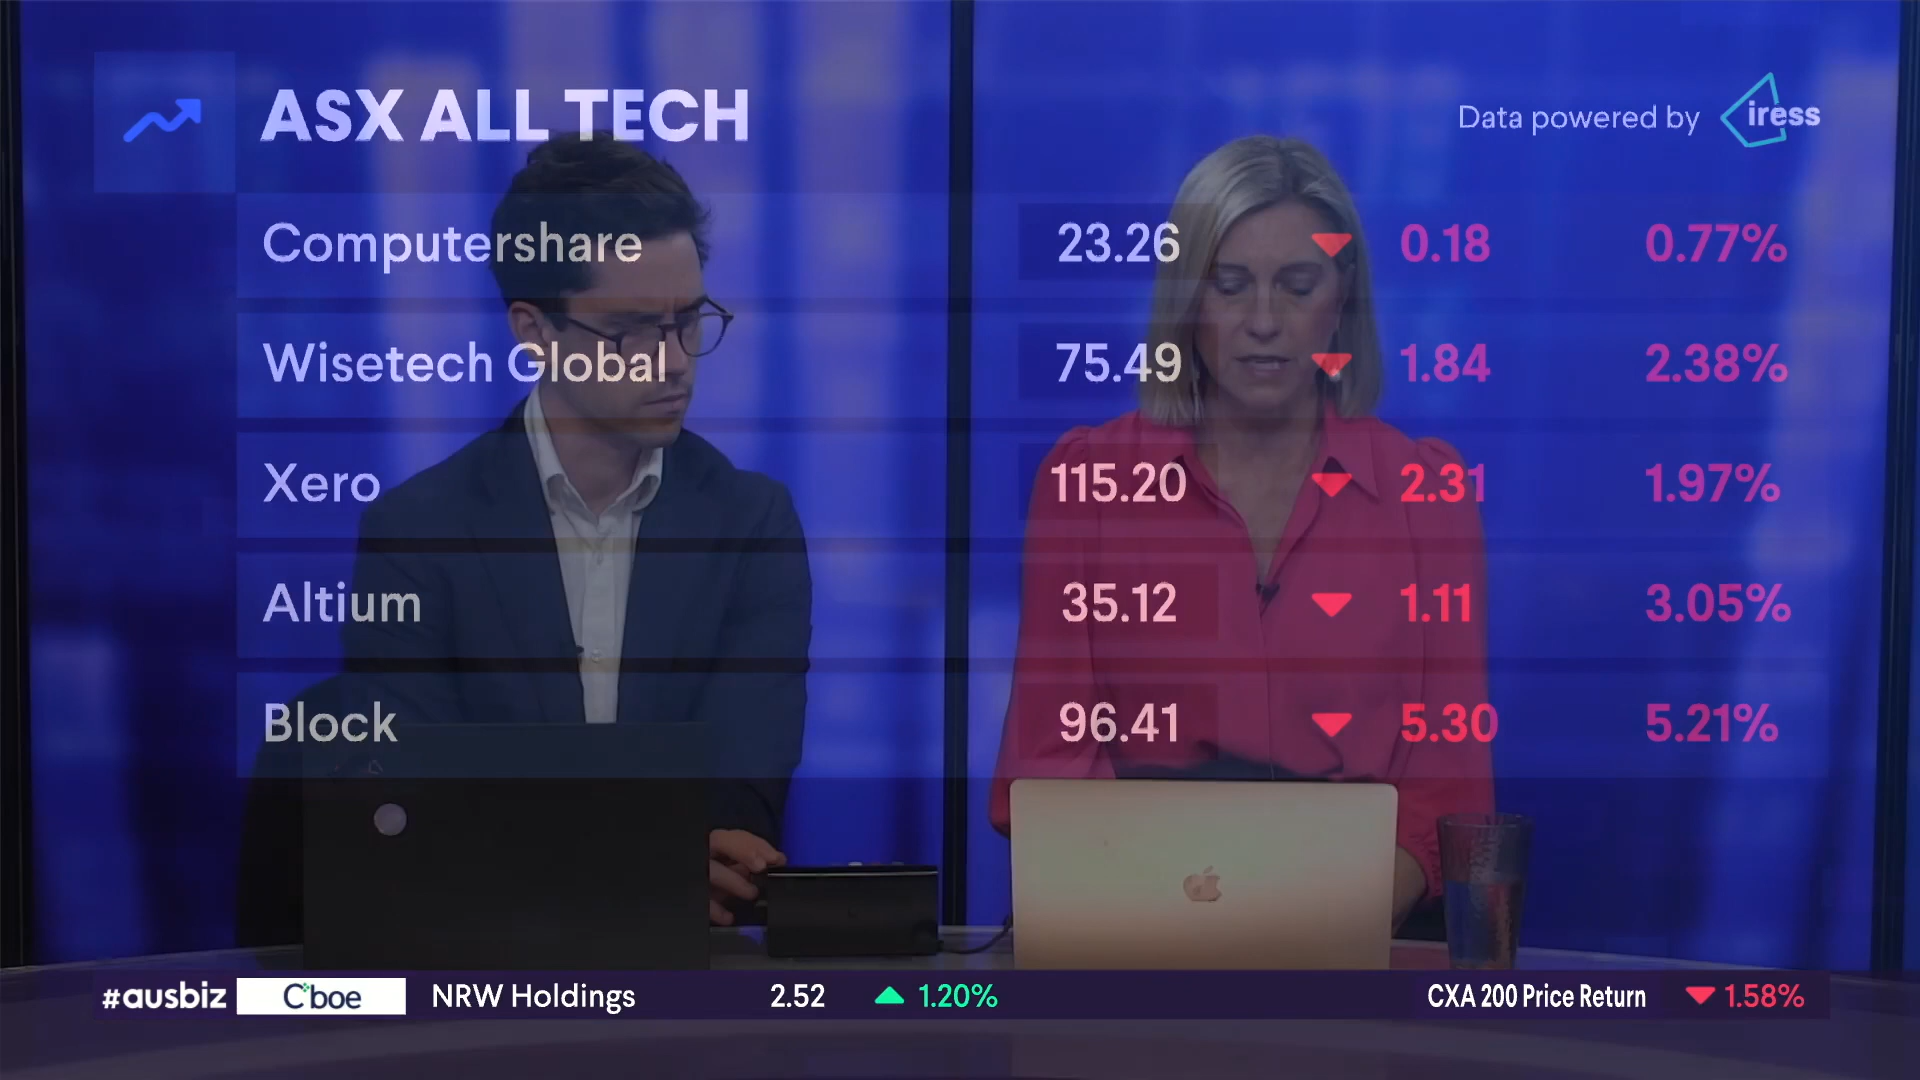 ASX ALL TECH
Data powered by iress
Computershare 23.26 ▼ 0.18 0.77%
Wisetech Global 75.49 ▼ 1.84 2.38%
Xero 115.20 ▼ 2.31 1.97%
Altium 35.12 ▼ 1.11 3.05%
Block 96.41 ▼ 5.30 5.21%
#ausbiz Cboe NRW Holdings 2.52 ▲ 1.20% CXA 200 Price Return ▼ 1.58%